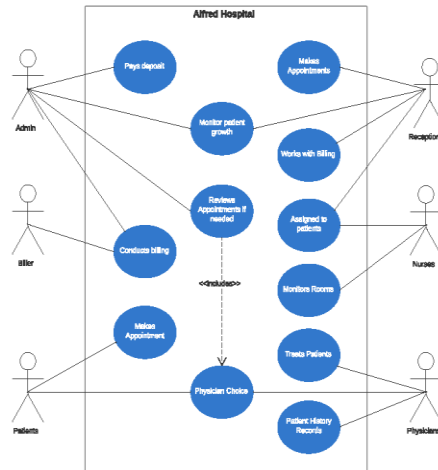 Alfred Hospital
Pays deposit
Makes
Appointments
Admin
Monitor patient
growth
Reception
Works with Billing
Reviews
Appointments if
needed
Assigned to
patients
Biller
Conducts billing
Nurses
<<includes>>
Monitors Rooms
Makes
Appointment
Treats Patients
Physician Choice
Patients
Patient History
Records
Physicians